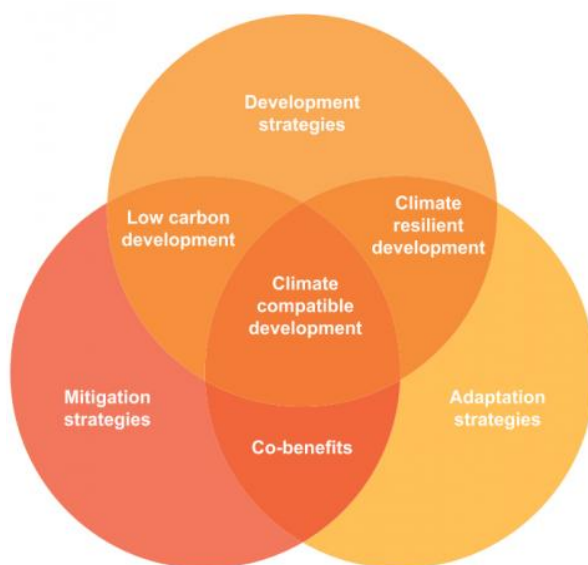 Development
strategies
Low carbon
development
Climate
resilient
development
Climate
compatible
development
Mitigation
strategies
Adaptation
strategies
Co-benefits